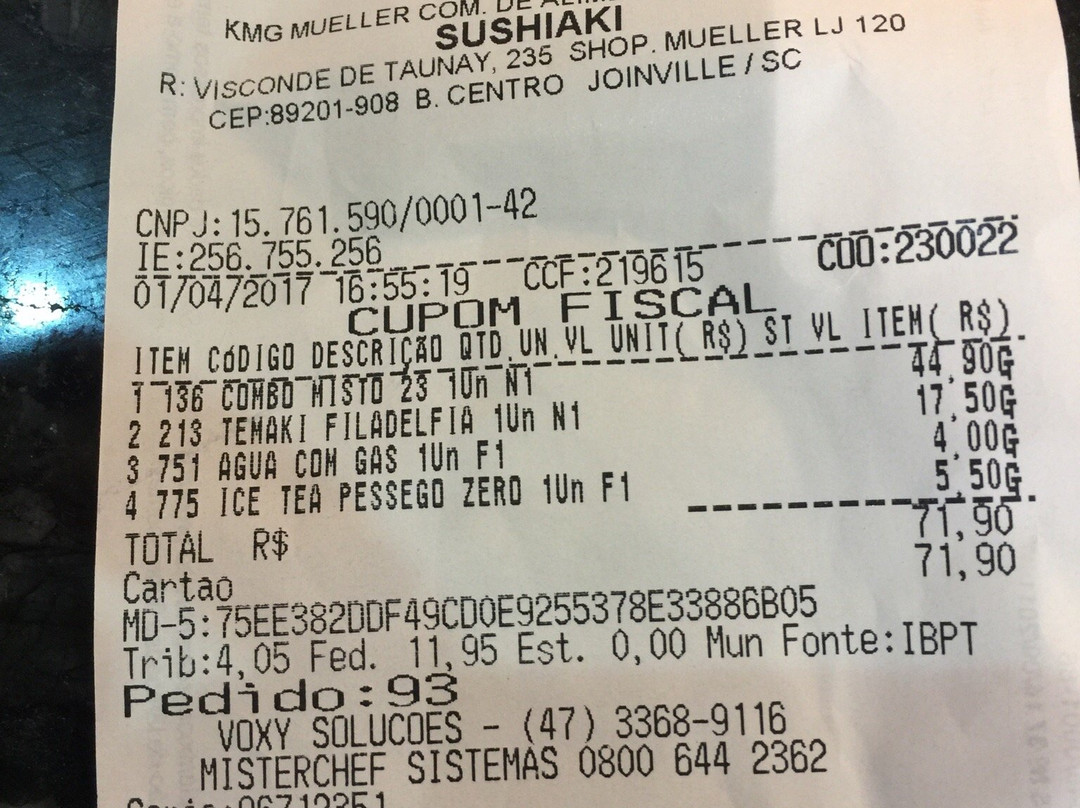 KMG MUELLER COM. DE
SUSHIAKI
R: VISCONDE DE TAUNAY, 235 SHOP. MUELLER LJ 120
CEP:89201-908 B. CENTRO JOINVILLE / SC
CNPJ:15.761.590/0001-42
IE:256.755.256
01/04/2017 16:55:19 CCF:219615 COO:230022
CUPOM FISCAL
ITEM CóDIGO DESCRIÇÃO QTD.UN.VL UNIT( R$) ST VL ITEM( R$)
1 136 COMBO MISTO 23 1Un N1 44,90G
2 213 TEMAKI FILADELFIA 1Un N1 17,50G
3 751 AGUA COM GAS 1Un F1 4,00G
4 775 ICE TEA PESSEGO ZERO 1Un F1 5,50G
TOTAL R$ 71,90
Cartao 71,90
MD-5:75EE382DDF49CD0E9255378E33886B05
Trib:4,05 Fed. 11,95 Est. 0,00 Mun Fonte:IBPT
Pedido:93
VOXY SOLUCOES - (47) 3368-9116
MISTERCHEF SISTEMAS 0800 644 2362